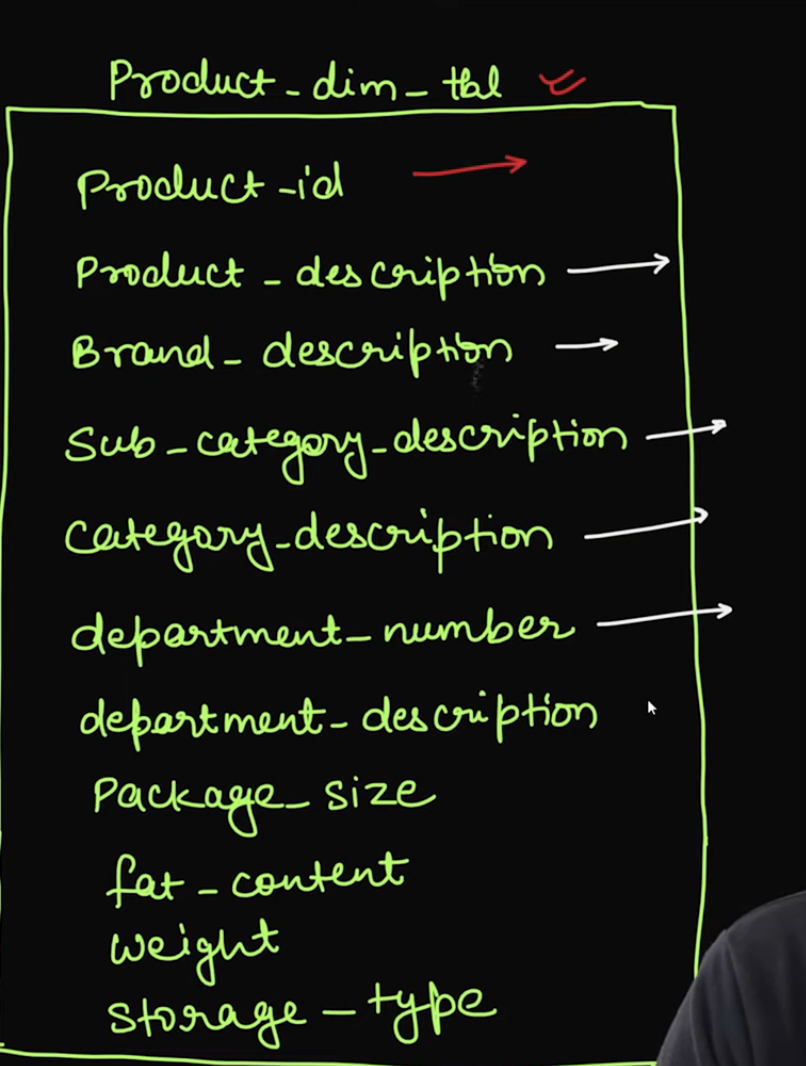 Product_dim_tbl
Product_id
Product_description
Brand_description
Sub_category_description
Category_description
department_number
department_description
Package_size
fat_content
Weight
storage_type